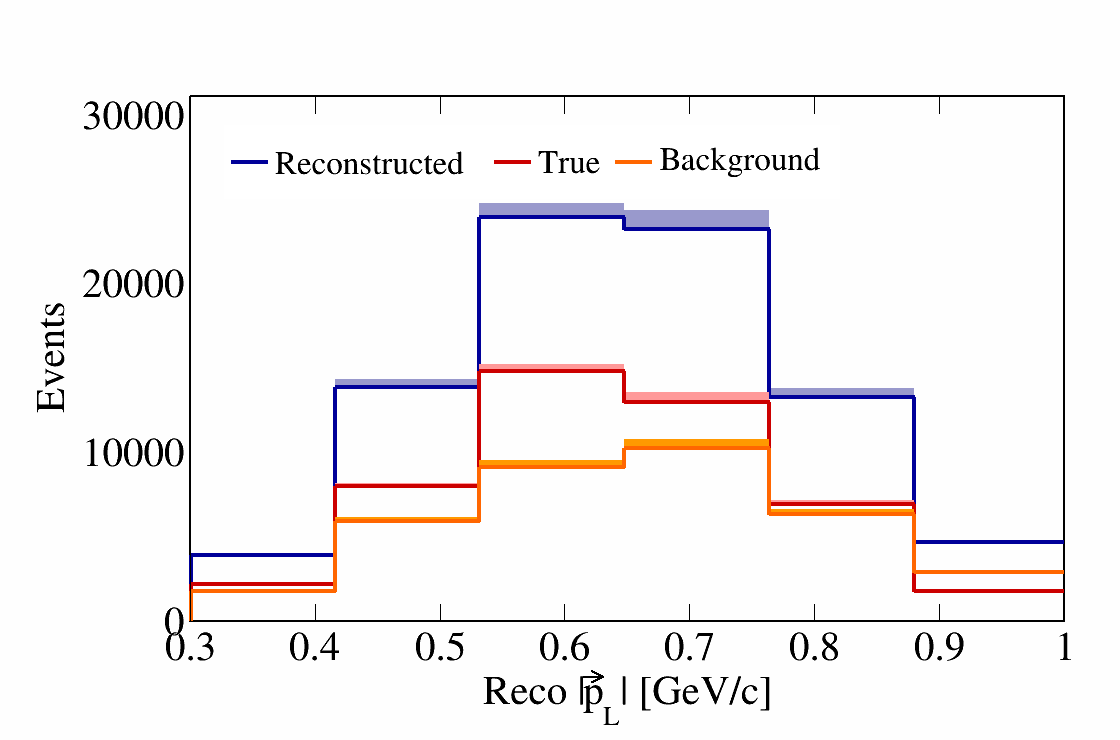 30000
Reconstructed True Background
20000
10000
0
Events
0.3 0.4 0.5 0.6 0.7 0.8 0.9 1
Reco |p⃗_L| [GeV/c]